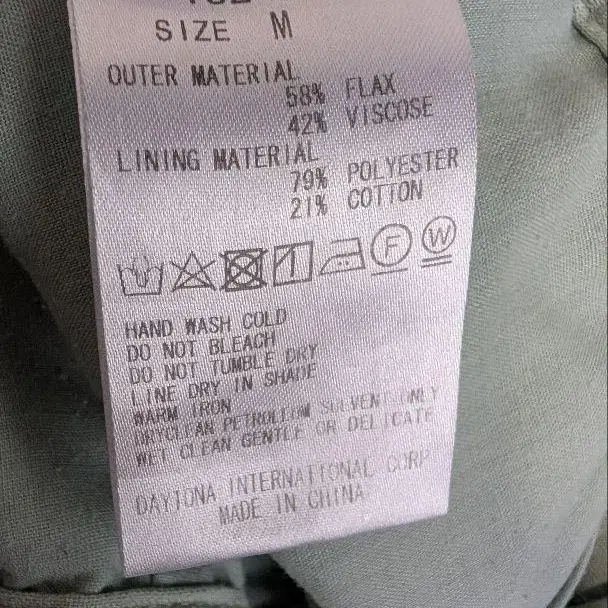 SIZE M
OUTER MATERIAL
58% FLAX
42% VISCOSE
LINING MATERIAL
79% POLYESTER
21% COTTON
F W
HAND WASH COLD
DO NOT BLEACH
DO NOT TUMBLE DRY
LINE DRY IN SHADE
WARM IRON
DRYCLEAN PETROLLUM SOLVENT ONLY
WET CLEAN GENTLE OR DELICATE
DAYTONA INTERNATIONAL CORP
MADE IN CHINA